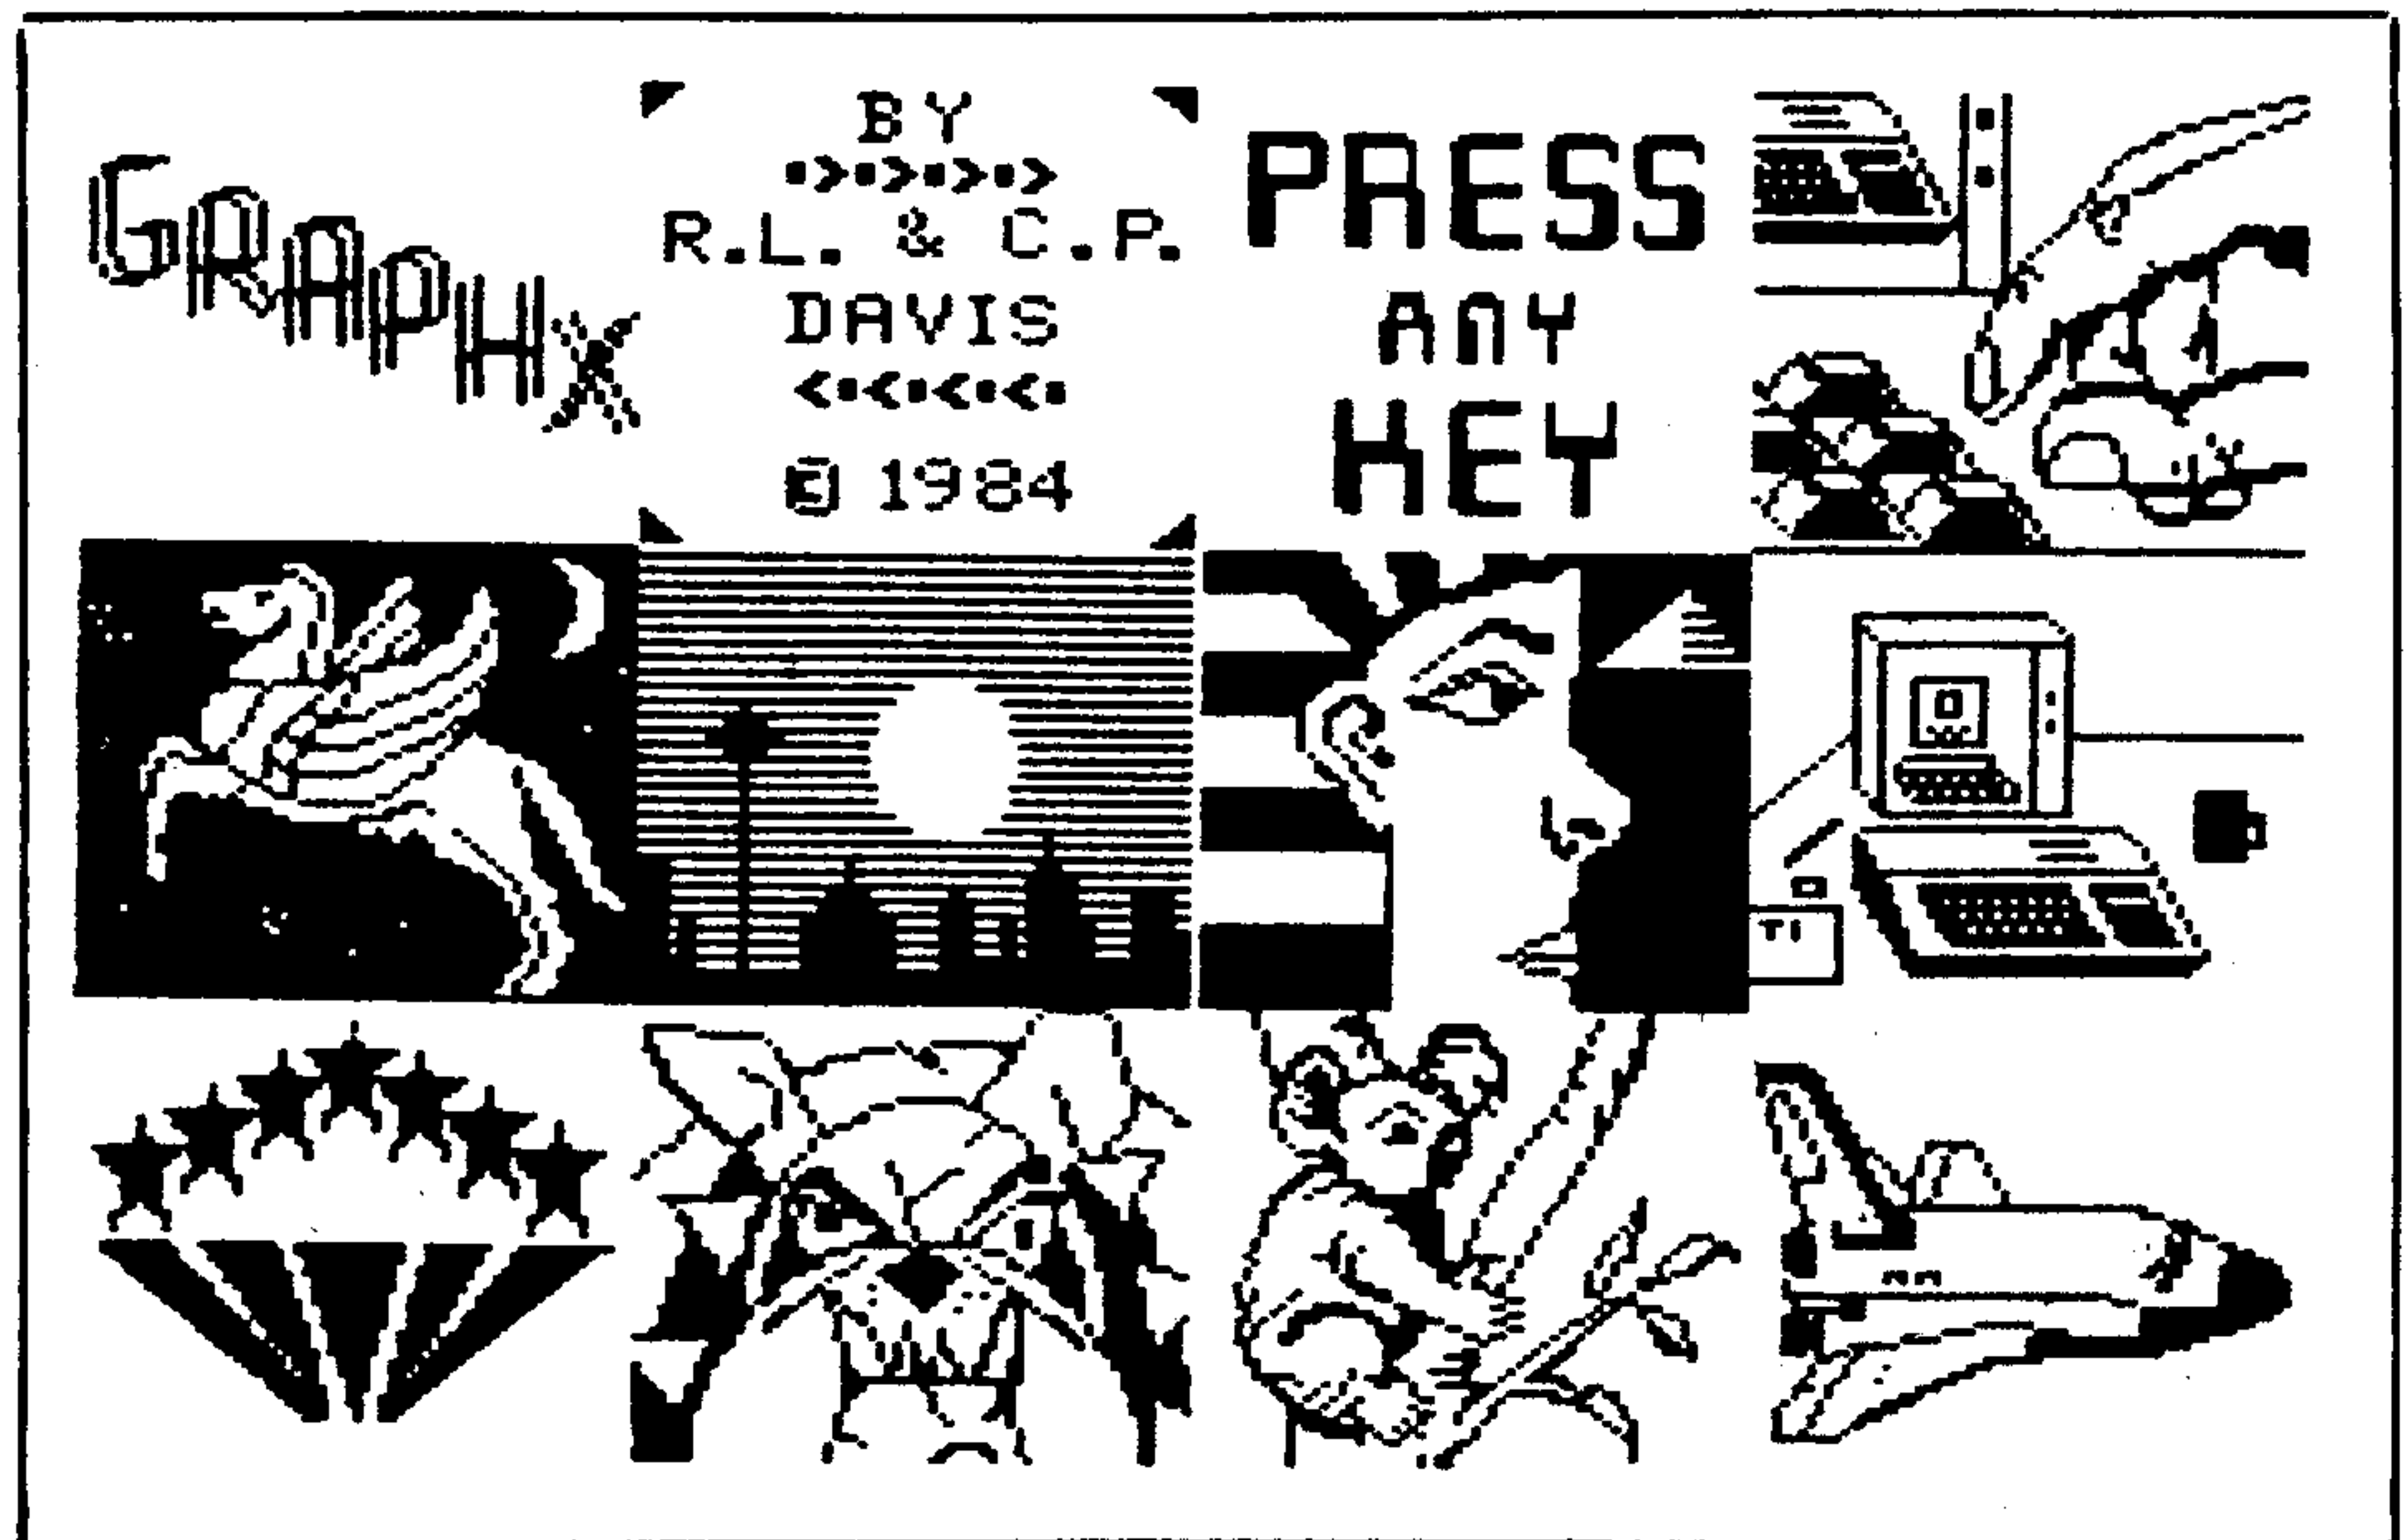 GRAPHX
BY
R.L. & C.P.
DAVIS
© 1984
PRESS
ANY
KEY
TI